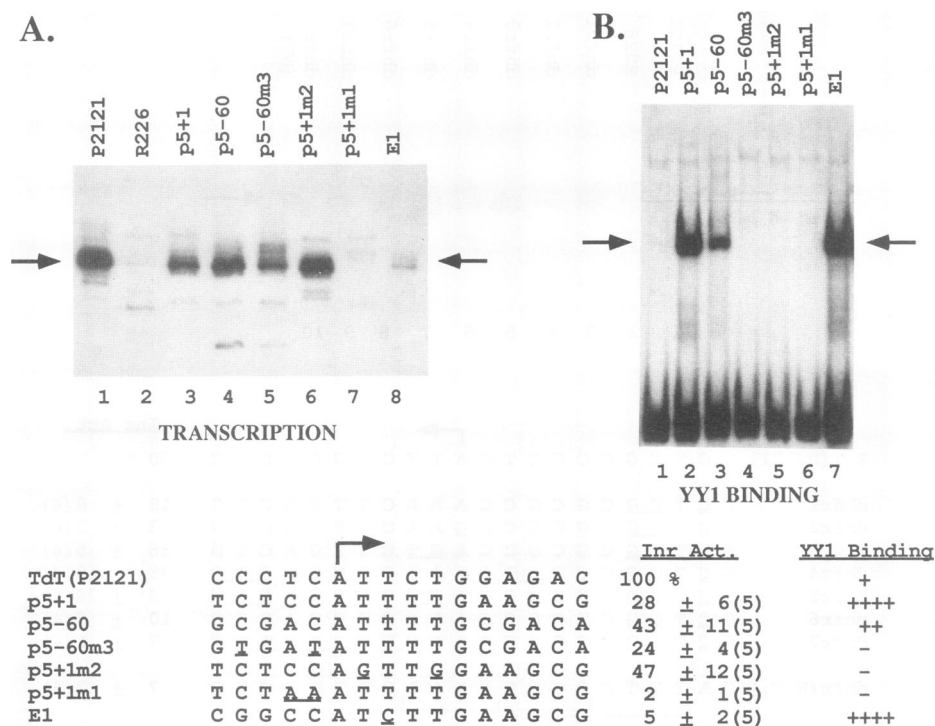 A.
P2121
R226
p5+1
p5-60
p5-60m3
p5+1m2
p5+1m1
E1
1 2 3 4 5 6 7 8
TRANSCRIPTION
B.
P2121
p5+1
p5-60
p5-60m3
p5+1m2
p5+1m1
E1
1 2 3 4 5 6 7
YY1 BINDING
Inr Act. YY1 Binding
TdT(P2121) C C C T C A T T C T G G A G A C 100 % +
p5+1 T C T C C A T T T T G A A G C G 28 ± 6(5) ++++
p5-60 G C G A C A T T T T G C G A C A 43 ± 11(5) ++
p5-60m3 G T G A T A T T T T G C G A C A 24 ± 4(5) -
p5+1m2 T C T C C A G T T G G A A G C G 47 ± 12(5) -
p5+1m1 T C T A A A T T T T G A A G C G 2 ± 1(5) -
E1 C G G C C A T C T T G A A G C G 5 ± 2(5) ++++